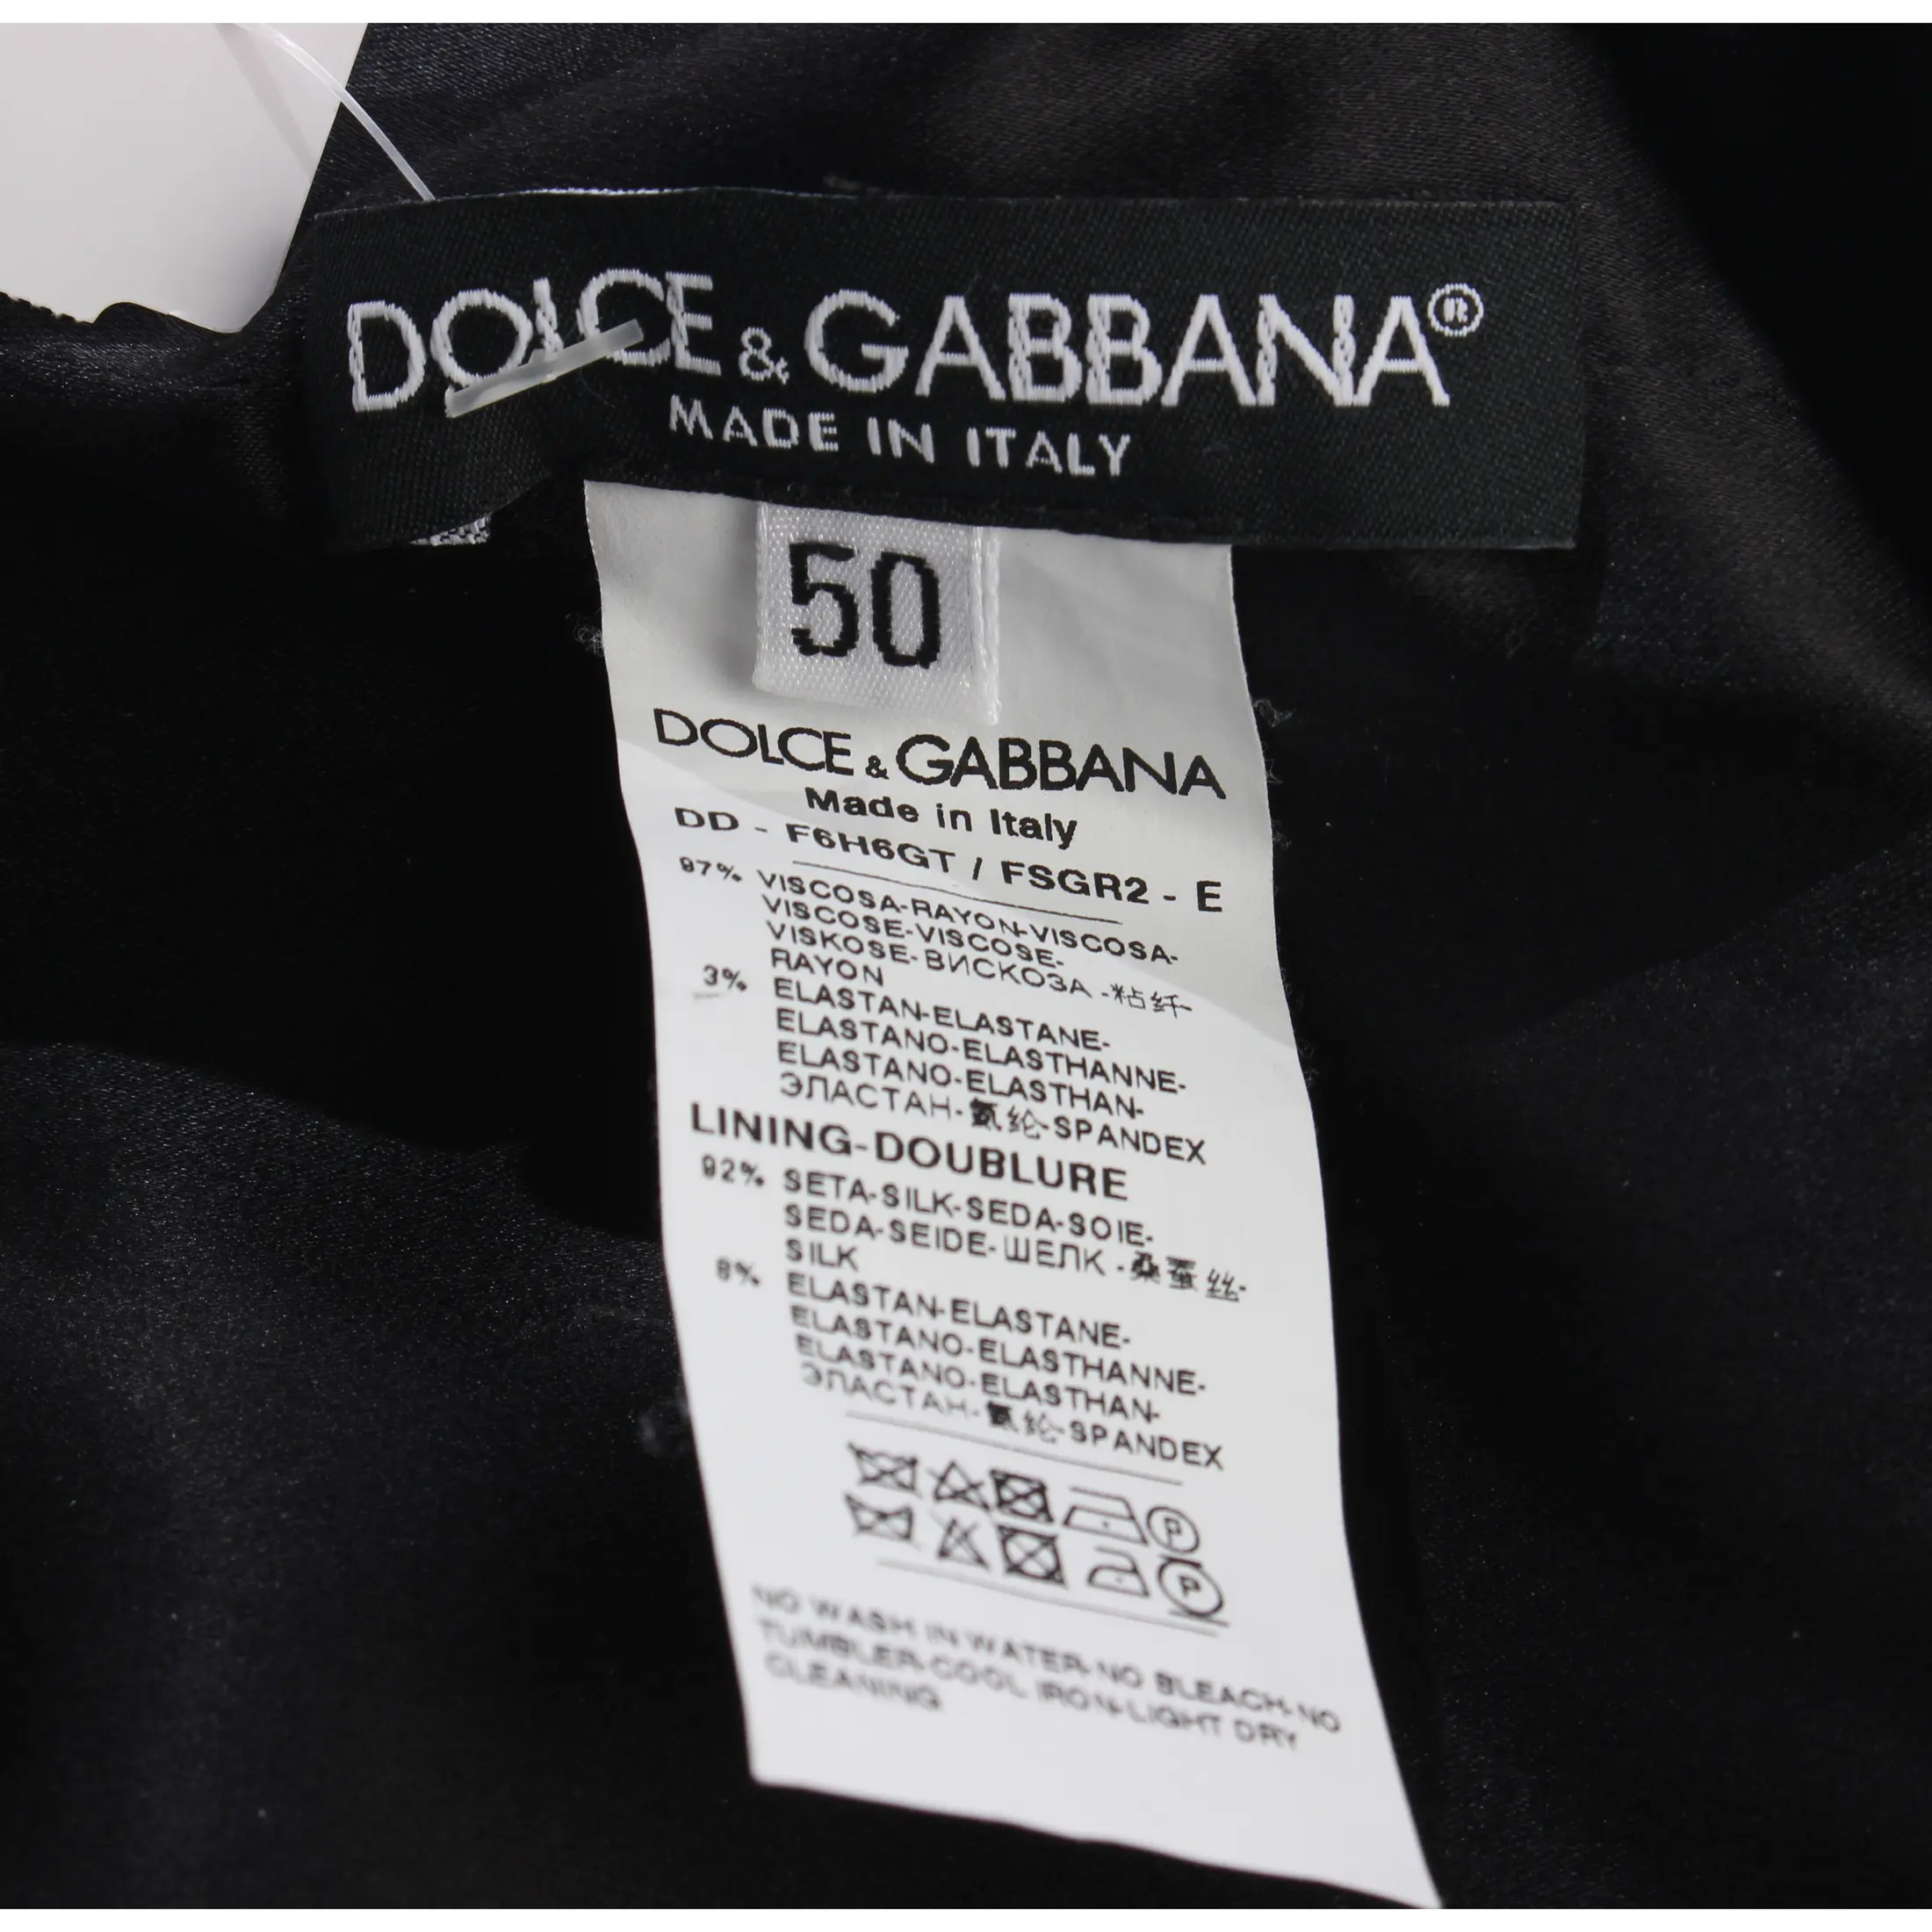 DOLCE & GABBANA®
MADE IN ITALY
50
DOLCE & GABBANA
Made in Italy
DD - F6H6GT / FSGR2 - E
97% VISCOSA-RAYON-VISCOSA-
VISCOSE-VISCOSE-
VISKOSE-ВИСКОЗА-粘纤-
RAYON
3% ELASTAN-ELASTANE-
ELASTANO-ELASTHANNE-
ELASTANO-ELASTHAN-
ЭЛАСТАН-氨纶-SPANDEX
LINING-DOUBLURE
92% SETA-SILK-SEDA-SOIE-
SEDA-SEIDE-ШЕЛК-桑蚕丝-
SILK
8% ELASTAN-ELASTANE-
ELASTANO-ELASTHANNE-
ELASTANO-ELASTHAN-
ЭЛАСТАН-氨纶-SPANDEX
P
P
NO WASH IN WATER-NO BLEACH-NO
TUMBLER-COOL IRON-LIGHT DRY
CLEANING